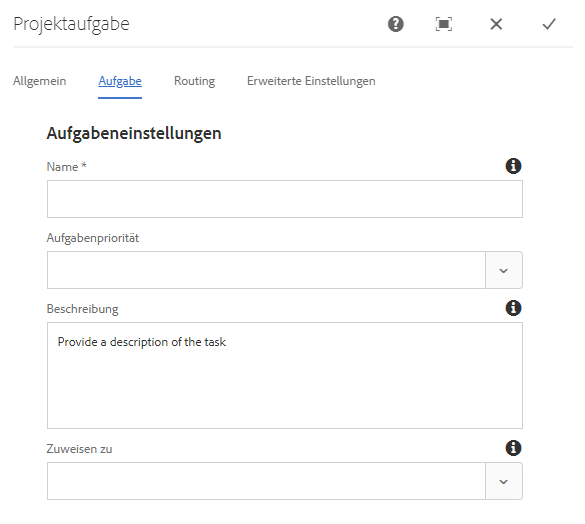 Projektaufgabe
Allgemein Aufgabe Routing Erweiterte Einstellungen
Aufgabeneinstellungen
Name *
Aufgabenpriorität
Beschreibung
Provide a description of the task
Zuweisen zu